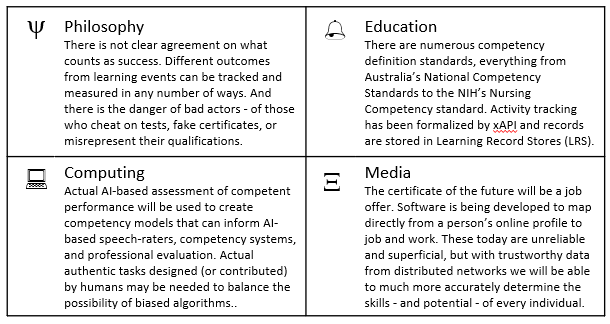 Ψ Philosophy
There is not clear agreement on what
counts as success. Different outcomes
from learning events can be tracked and
measured in any number of ways. And
there is the danger of bad actors - of those
who cheat on tests, fake certificates, or
misrepresent their qualifications.
Education
There are numerous competency
definition standards, everything from
Australia’s National Competency
Standards to the NIH’s Nursing
Competency standard. Activity tracking
has been formalized by xAPI and records
are stored in Learning Record Stores (LRS).
Computing
Actual AI-based assessment of competent
performance will be used to create
competency models that can inform AI-
based speech-raters, competency systems,
and professional evaluation. Actual
authentic tasks designed (or contributed)
by humans may be needed to balance the
possibility of biased algorithms..
Ξ Media
The certificate of the future will be a job
offer. Software is being developed to map
directly from a person’s online profile to
job and work. These today are unreliable
and superficial, but with trustworthy data
from distributed networks we will be able
to much more accurately determine the
skills - and potential - of every individual.